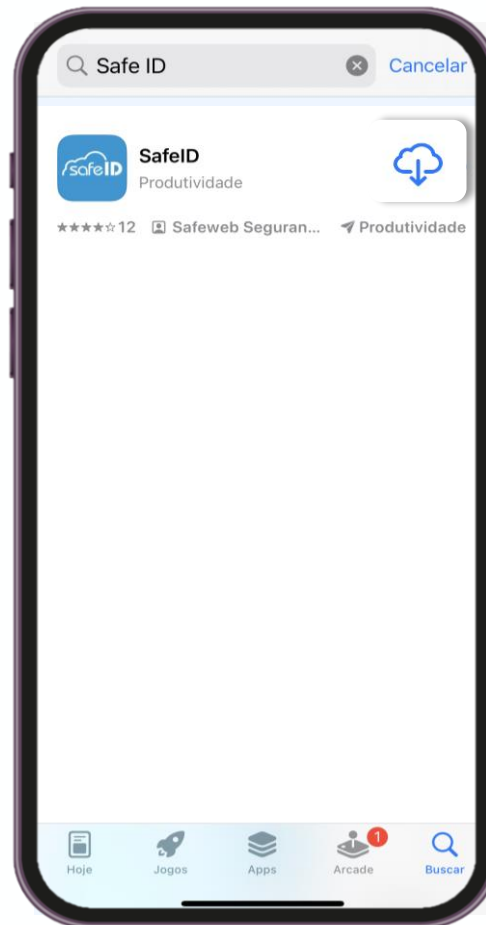 Safe ID Cancelar
safeID
SafeID
Produtividade
★★★★☆ 12 Safeweb Seguran... Produtividade
1
Hoje Jogos Apps Arcade Buscar